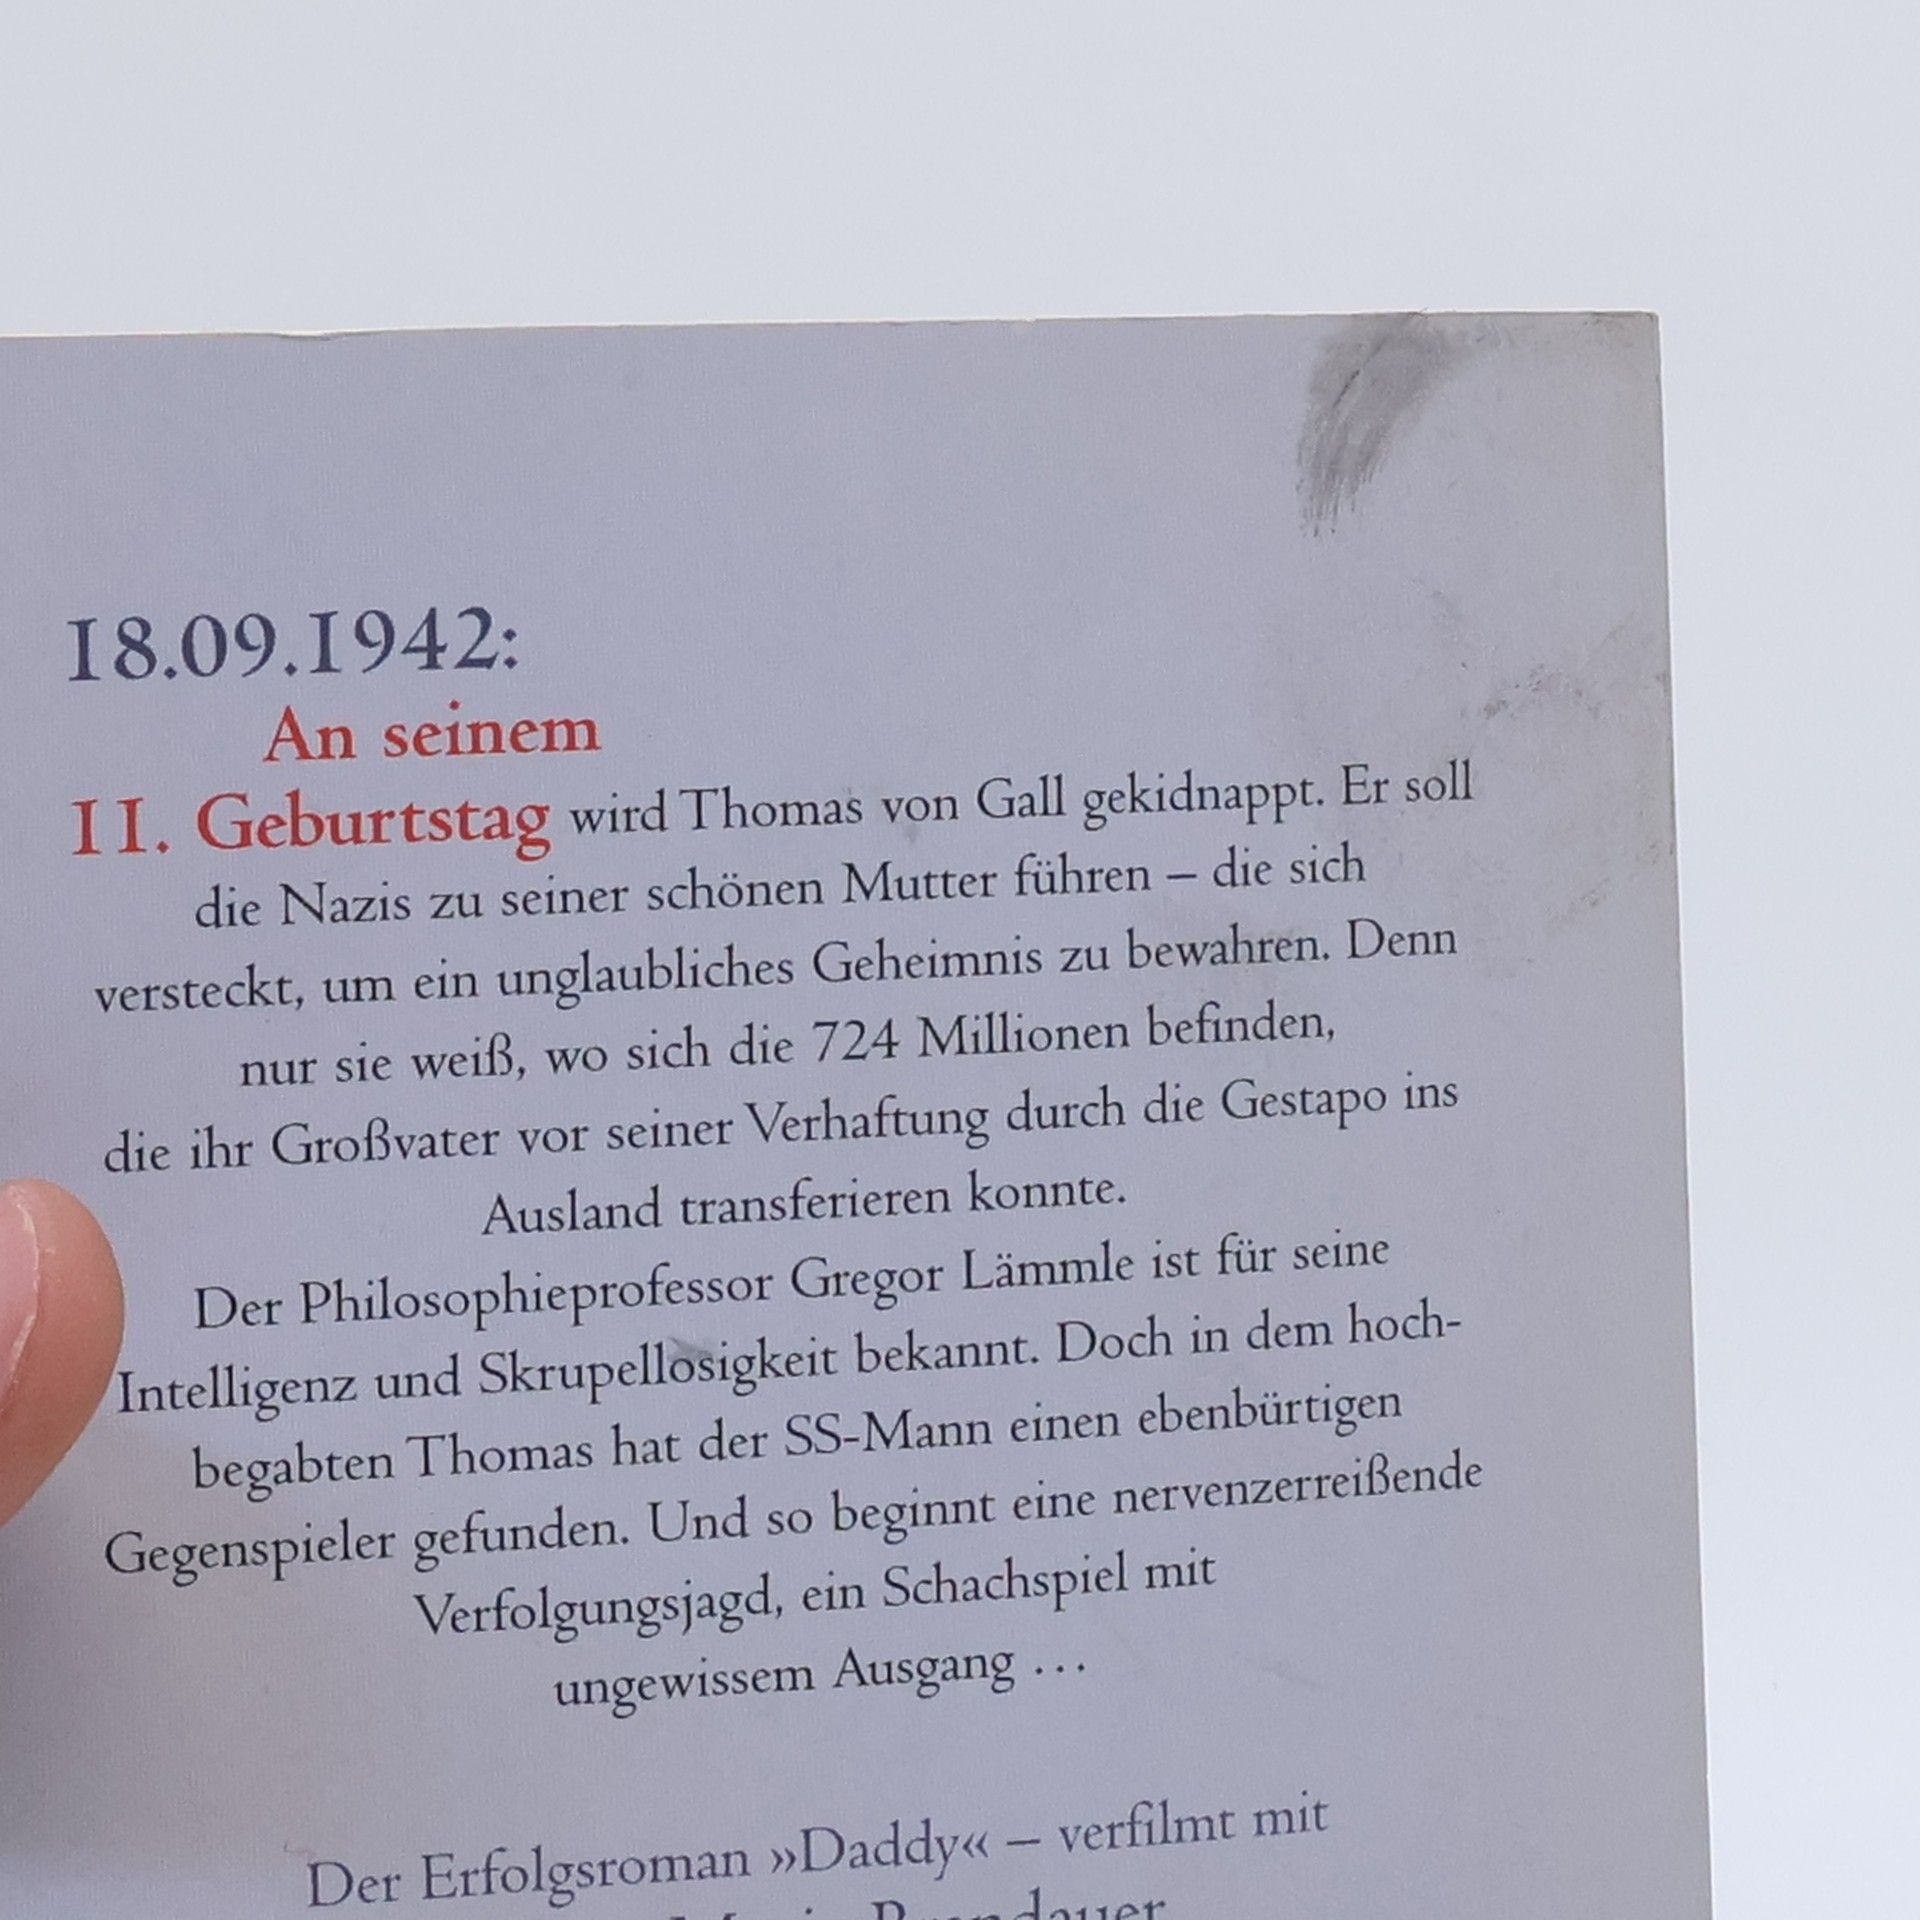 18.09.1942:
An seinem
11. Geburtstag wird Thomas von Gall gekidnappt. Er soll
die Nazis zu seiner schönen Mutter führen – die sich
versteckt, um ein unglaubliches Geheimnis zu bewahren. Denn
nur sie weiß, wo sich die 724 Millionen befinden,
die ihr Großvater vor seiner Verhaftung durch die Gestapo ins
Ausland transferieren konnte.
Der Philosophieprofessor Gregor Lämmle ist für seine
Intelligenz und Skrupellosigkeit bekannt. Doch in dem hoch-
begabten Thomas hat der SS-Mann einen ebenbürtigen
Gegenspieler gefunden. Und so beginnt eine nervenzerreißende
Verfolgungsjagd, ein Schachspiel mit
ungewissem Ausgang ...
Der Erfolgsroman »Daddy« – verfilmt mit
Brandauer